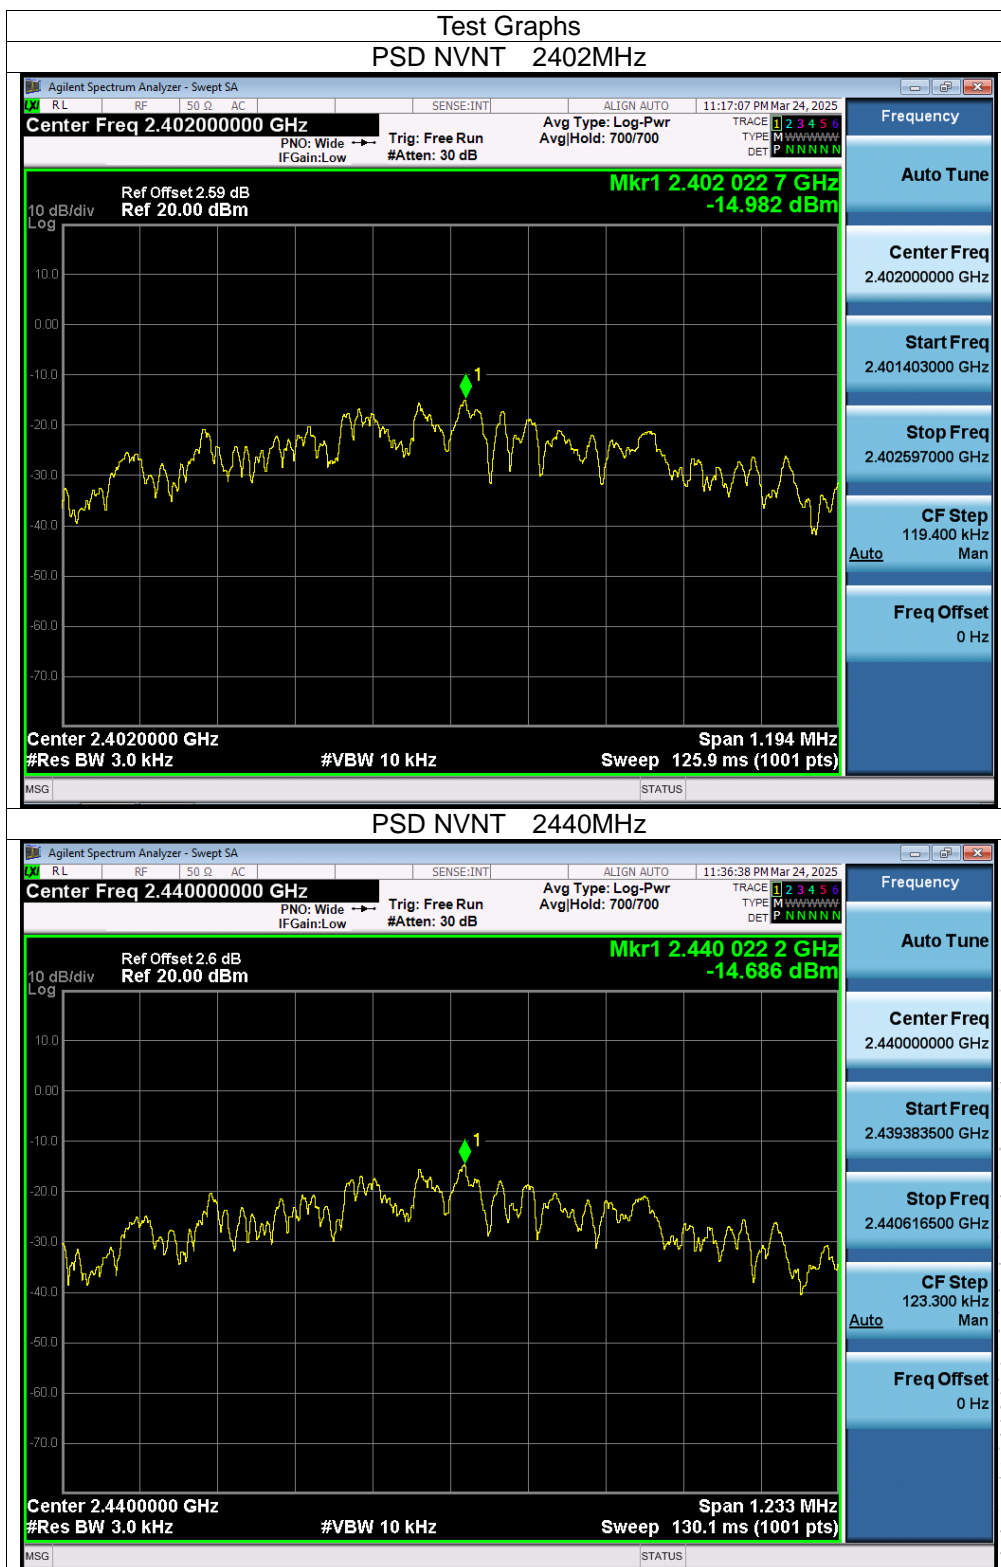 Test Graphs
PSD NVNT 2402MHz
Agilent Spectrum Analyzer - Swept SA
LXI RL RF 50 Ω AC SENSE:INT ALIGN AUTO 11:17:07 PM Mar 24, 2025
Center Freq 2.402000000 GHz
PNO: Wide
IFGain:Low
Trig: Free Run
#Atten: 30 dB
Avg Type: Log-Pwr
Avg|Hold: 700/700
TRACE 1 2 3 4 5 6
TYPE M WWWWW
DET P N N N N N
Frequency
Auto Tune
Center Freq
2.402000000 GHz
Start Freq
2.401403000 GHz
Stop Freq
2.402597000 GHz
CF Step
119.400 kHz
Auto Man
Freq Offset
0 Hz
Mkr1 2.402 022 7 GHz
-14.982 dBm
Ref Offset 2.59 dB
10 dB/div Ref 20.00 dBm
Log
10.0
0.00
-10.0
-20.0
-30.0
-40.0
-50.0
-60.0
-70.0
1
Center 2.4020000 GHz Span 1.194 MHz
#Res BW 3.0 kHz #VBW 10 kHz Sweep 125.9 ms (1001 pts)
MSG STATUS
PSD NVNT 2440MHz
Agilent Spectrum Analyzer - Swept SA
LXI RL RF 50 Ω AC SENSE:INT ALIGN AUTO 11:36:38 PM Mar 24, 2025
Center Freq 2.440000000 GHz
PNO: Wide
IFGain:Low
Trig: Free Run
#Atten: 30 dB
Avg Type: Log-Pwr
Avg|Hold: 700/700
TRACE 1 2 3 4 5 6
TYPE M WWWWW
DET P N N N N N
Frequency
Auto Tune
Center Freq
2.440000000 GHz
Start Freq
2.439383500 GHz
Stop Freq
2.440616500 GHz
CF Step
123.300 kHz
Auto Man
Freq Offset
0 Hz
Mkr1 2.440 022 2 GHz
-14.686 dBm
Ref Offset 2.6 dB
10 dB/div Ref 20.00 dBm
Log
10.0
0.00
-10.0
-20.0
-30.0
-40.0
-50.0
-60.0
-70.0
1
Center 2.4400000 GHz Span 1.233 MHz
#Res BW 3.0 kHz #VBW 10 kHz Sweep 130.1 ms (1001 pts)
MSG STATUS